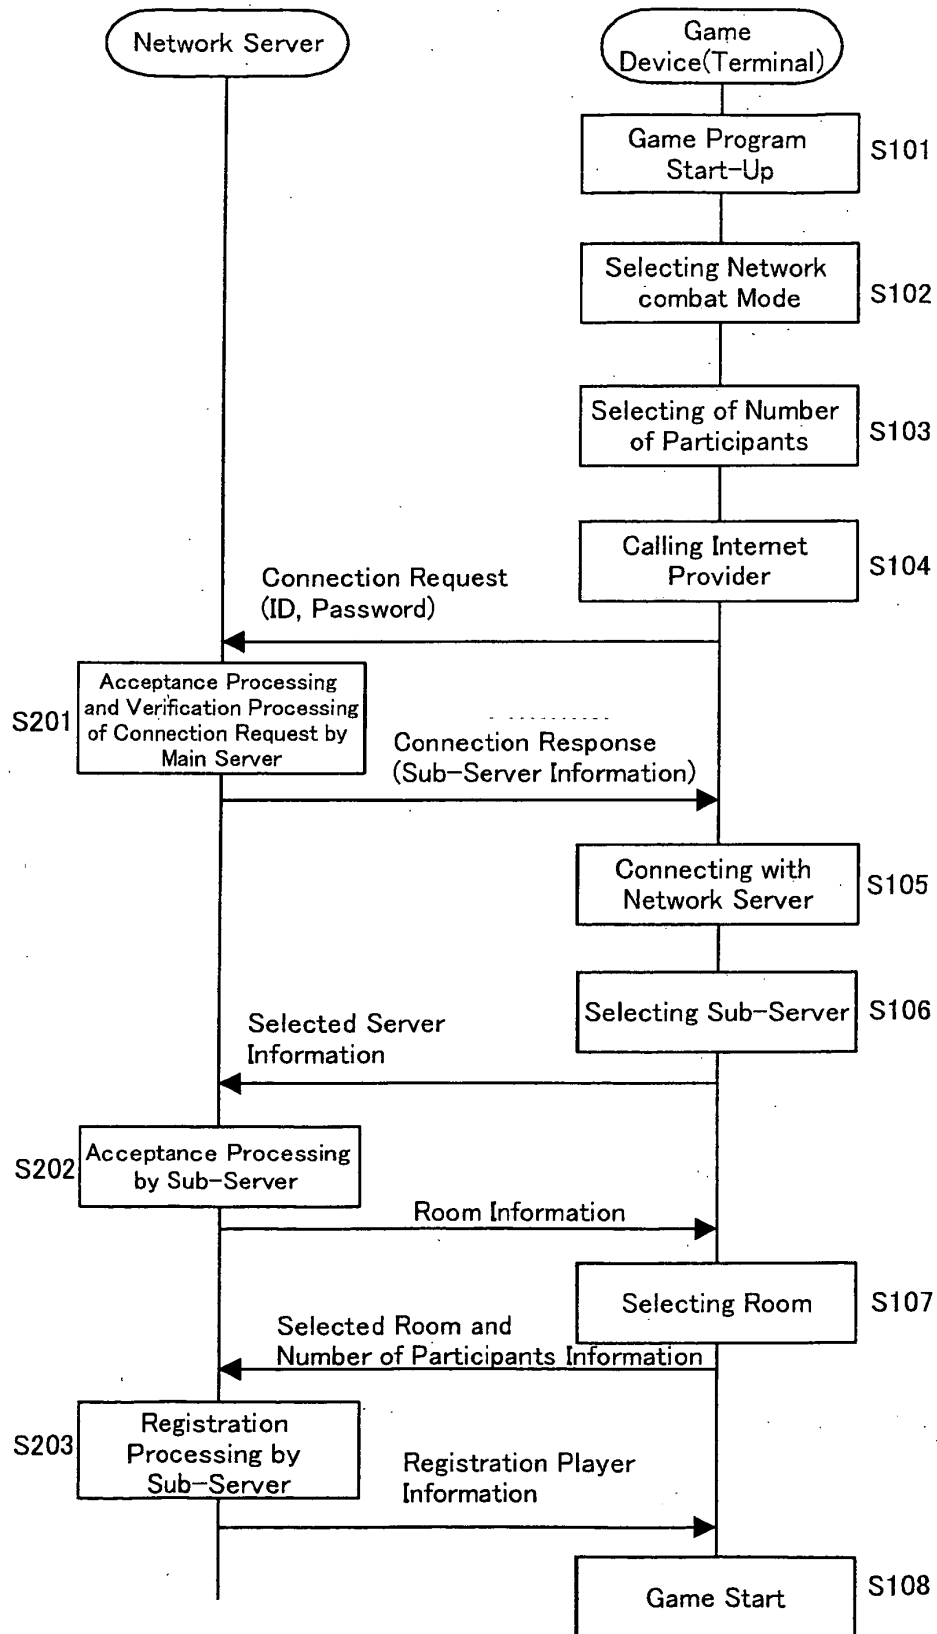 Network Server
Game
Device(Terminal)
Game Program
Start-Up
S101
Selecting Network
combat Mode
S102
Selecting of Number
of Participants
S103
Calling Internet
Provider
S104
Connection Request
(ID, Password)
Acceptance Processing
and Verification Processing
of Connection Request by
Main Server
S201
Connection Response
(Sub-Server Information)
Connecting with
Network Server
S105
Selecting Sub-Server
S106
Selected Server
Information
Acceptance Processing
by Sub-Server
S202
Room Information
Selecting Room
S107
Selected Room and
Number of Participants Information
Registration
Processing by
Sub-Server
S203
Registration Player
Information
Game Start
S108